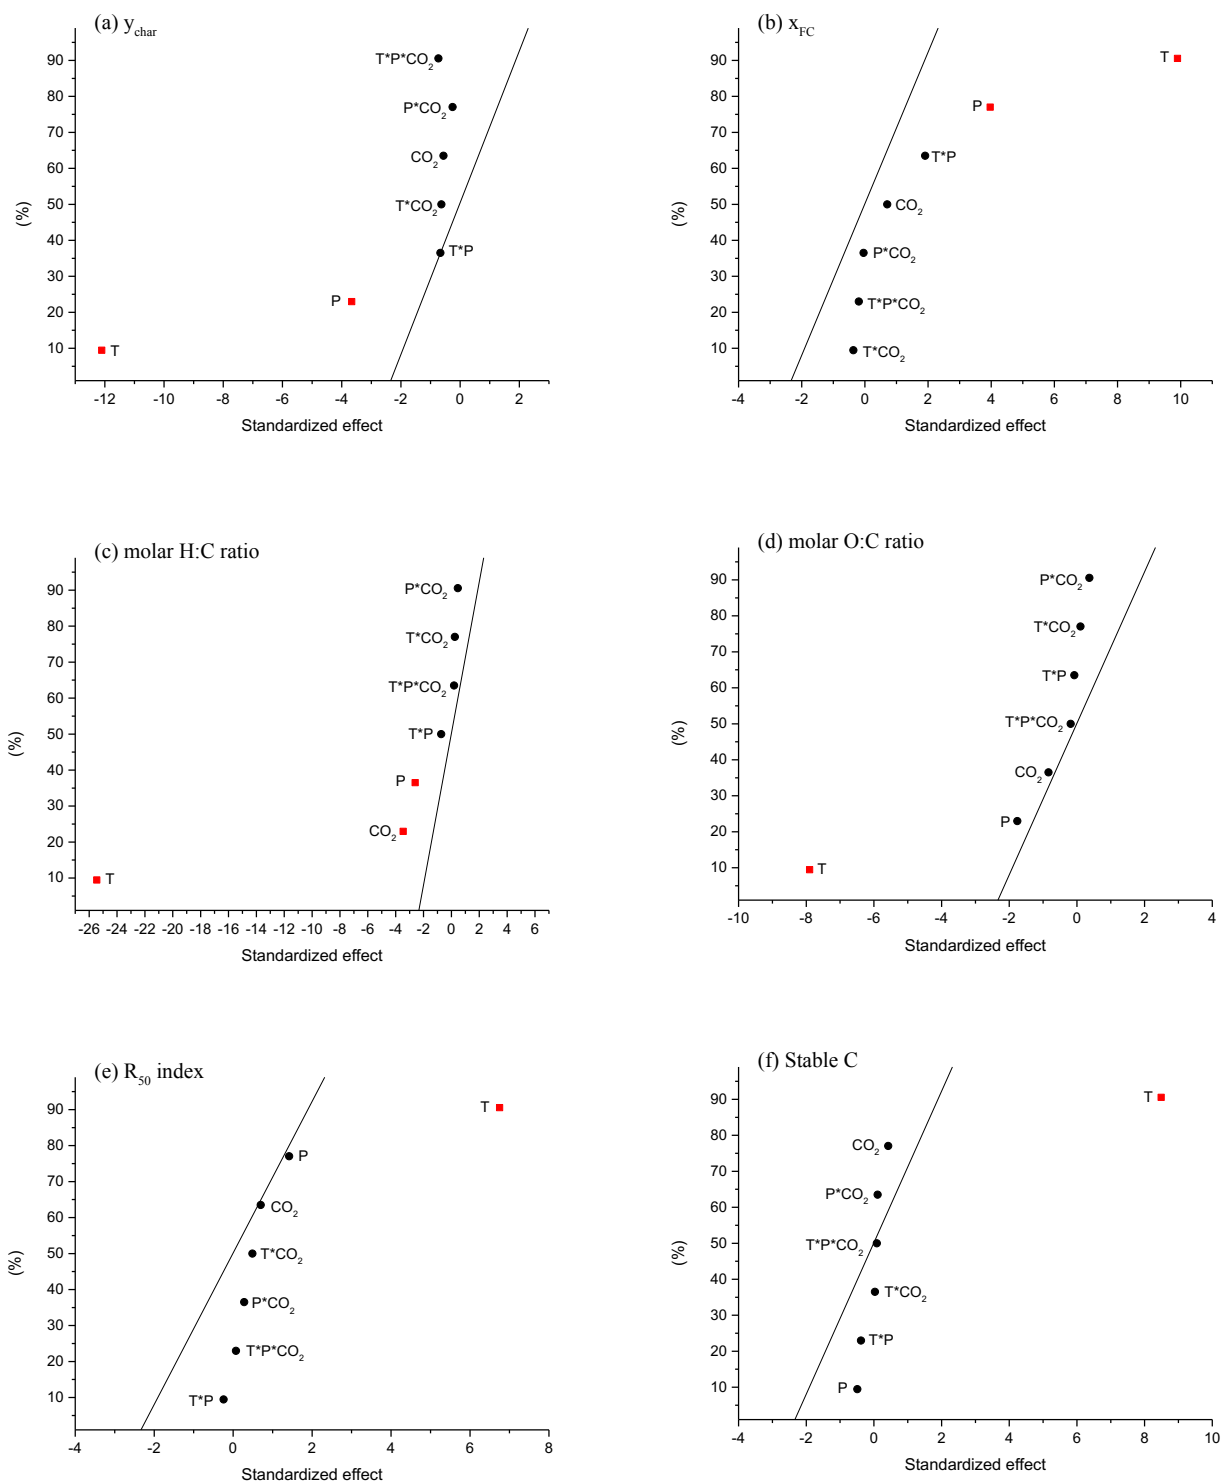 (a) y_char
90
80
70
60
50
40
30
20
10
(%)
T*P*CO₂
P*CO₂
CO₂
T*CO₂
T*P
P
T
-12 -10 -8 -6 -4 -2 0 2
Standardized effect
(b) x_FC
90
80
70
60
50
40
30
20
10
(%)
T
P
T*P
CO₂
P*CO₂
T*P*CO₂
T*CO₂
-4 -2 0 2 4 6 8 10
Standardized effect
(c) molar H:C ratio
90
80
70
60
50
40
30
20
10
(%)
P*CO₂
T*CO₂
T*P*CO₂
T*P
P
CO₂
T
-26 -24 -22 -20 -18 -16 -14 -12 -10 -8 -6 -4 -2 0 2 4 6
Standardized effect
(d) molar O:C ratio
90
80
70
60
50
40
30
20
10
(%)
P*CO₂
T*CO₂
T*P
T*P*CO₂
CO₂
P
T
-10 -8 -6 -4 -2 0 2 4
Standardized effect
(e) R₅₀ index
90
80
70
60
50
40
30
20
10
(%)
T
P
CO₂
T*CO₂
P*CO₂
T*P*CO₂
T*P
-4 -2 0 2 4 6 8
Standardized effect
(f) Stable C
90
80
70
60
50
40
30
20
10
(%)
T
CO₂
P*CO₂
T*P*CO₂
T*CO₂
T*P
P
-4 -2 0 2 4 6 8 10
Standardized effect